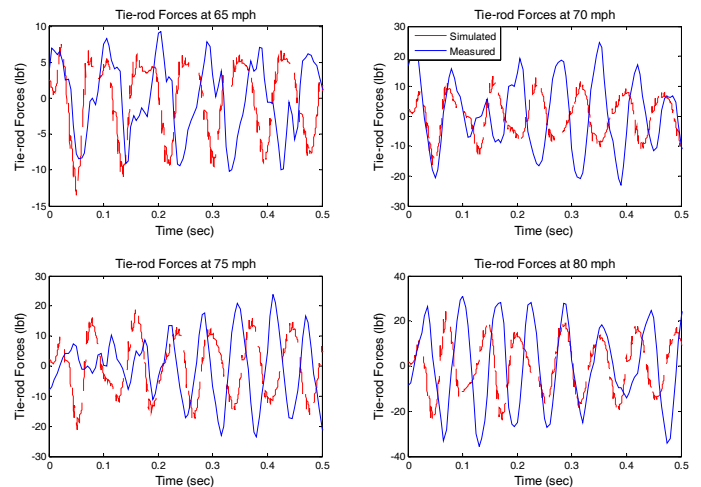 Tie-rod Forces at 65 mph
Tie-rod Forces (lbf)
10
5
0
-5
-10
-15
0 0.1 0.2 0.3 0.4 0.5
Time (sec)
Tie-rod Forces at 70 mph
Simulated
Measured
Tie-rod Forces (lbf)
30
20
10
0
-10
-20
-30
0 0.1 0.2 0.3 0.4 0.5
Time (sec)
Tie-rod Forces at 75 mph
Tie-rod Forces (lbf)
30
20
10
0
-10
-20
-30
0 0.1 0.2 0.3 0.4 0.5
Time (sec)
Tie-rod Forces at 80 mph
Tie-rod Forces (lbf)
40
20
0
-20
-40
0 0.1 0.2 0.3 0.4 0.5
Time (sec)